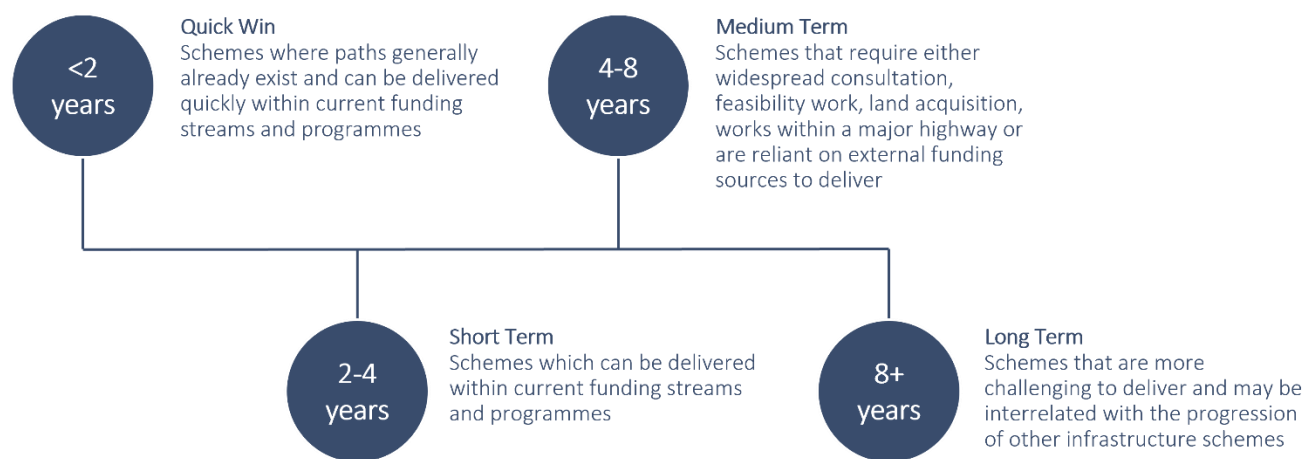 <2
years
Quick Win
Schemes where paths generally
already exist and can be delivered
quickly within current funding
streams and programmes
4-8
years
Medium Term
Schemes that require either
widespread consultation,
feasibility work, land acquisition,
works within a major highway or
are reliant on external funding
sources to deliver
2-4
years
Short Term
Schemes which can be delivered
within current funding streams
and programmes
8+
years
Long Term
Schemes that are more
challenging to deliver and may be
interrelated with the progression
of other infrastructure schemes